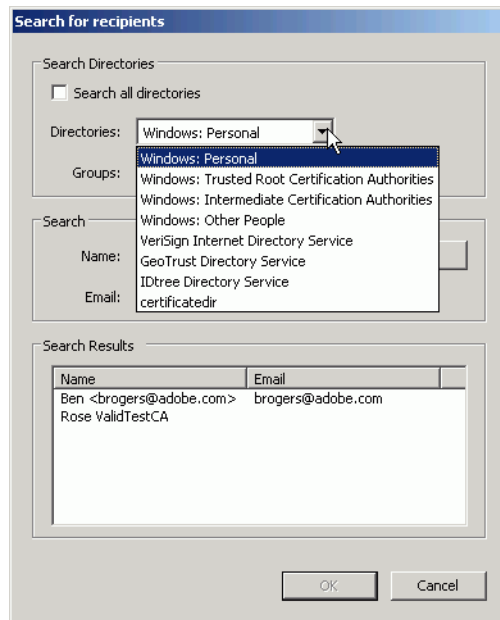 Search for recipients
Search Directories
Search all directories
Directories: Windows: Personal
Windows: Personal
Groups:
Windows: Trusted Root Certification Authorities
Windows: Intermediate Certification Authorities
Search
Windows: Other People
VeriSign Internet Directory Service
Name:
GeoTrust Directory Service
IDtree Directory Service
Email:
certificatedir
Search Results
Name Email
Ben <brogers@adobe.com> brogers@adobe.com
Rose ValidTestCA
OK Cancel